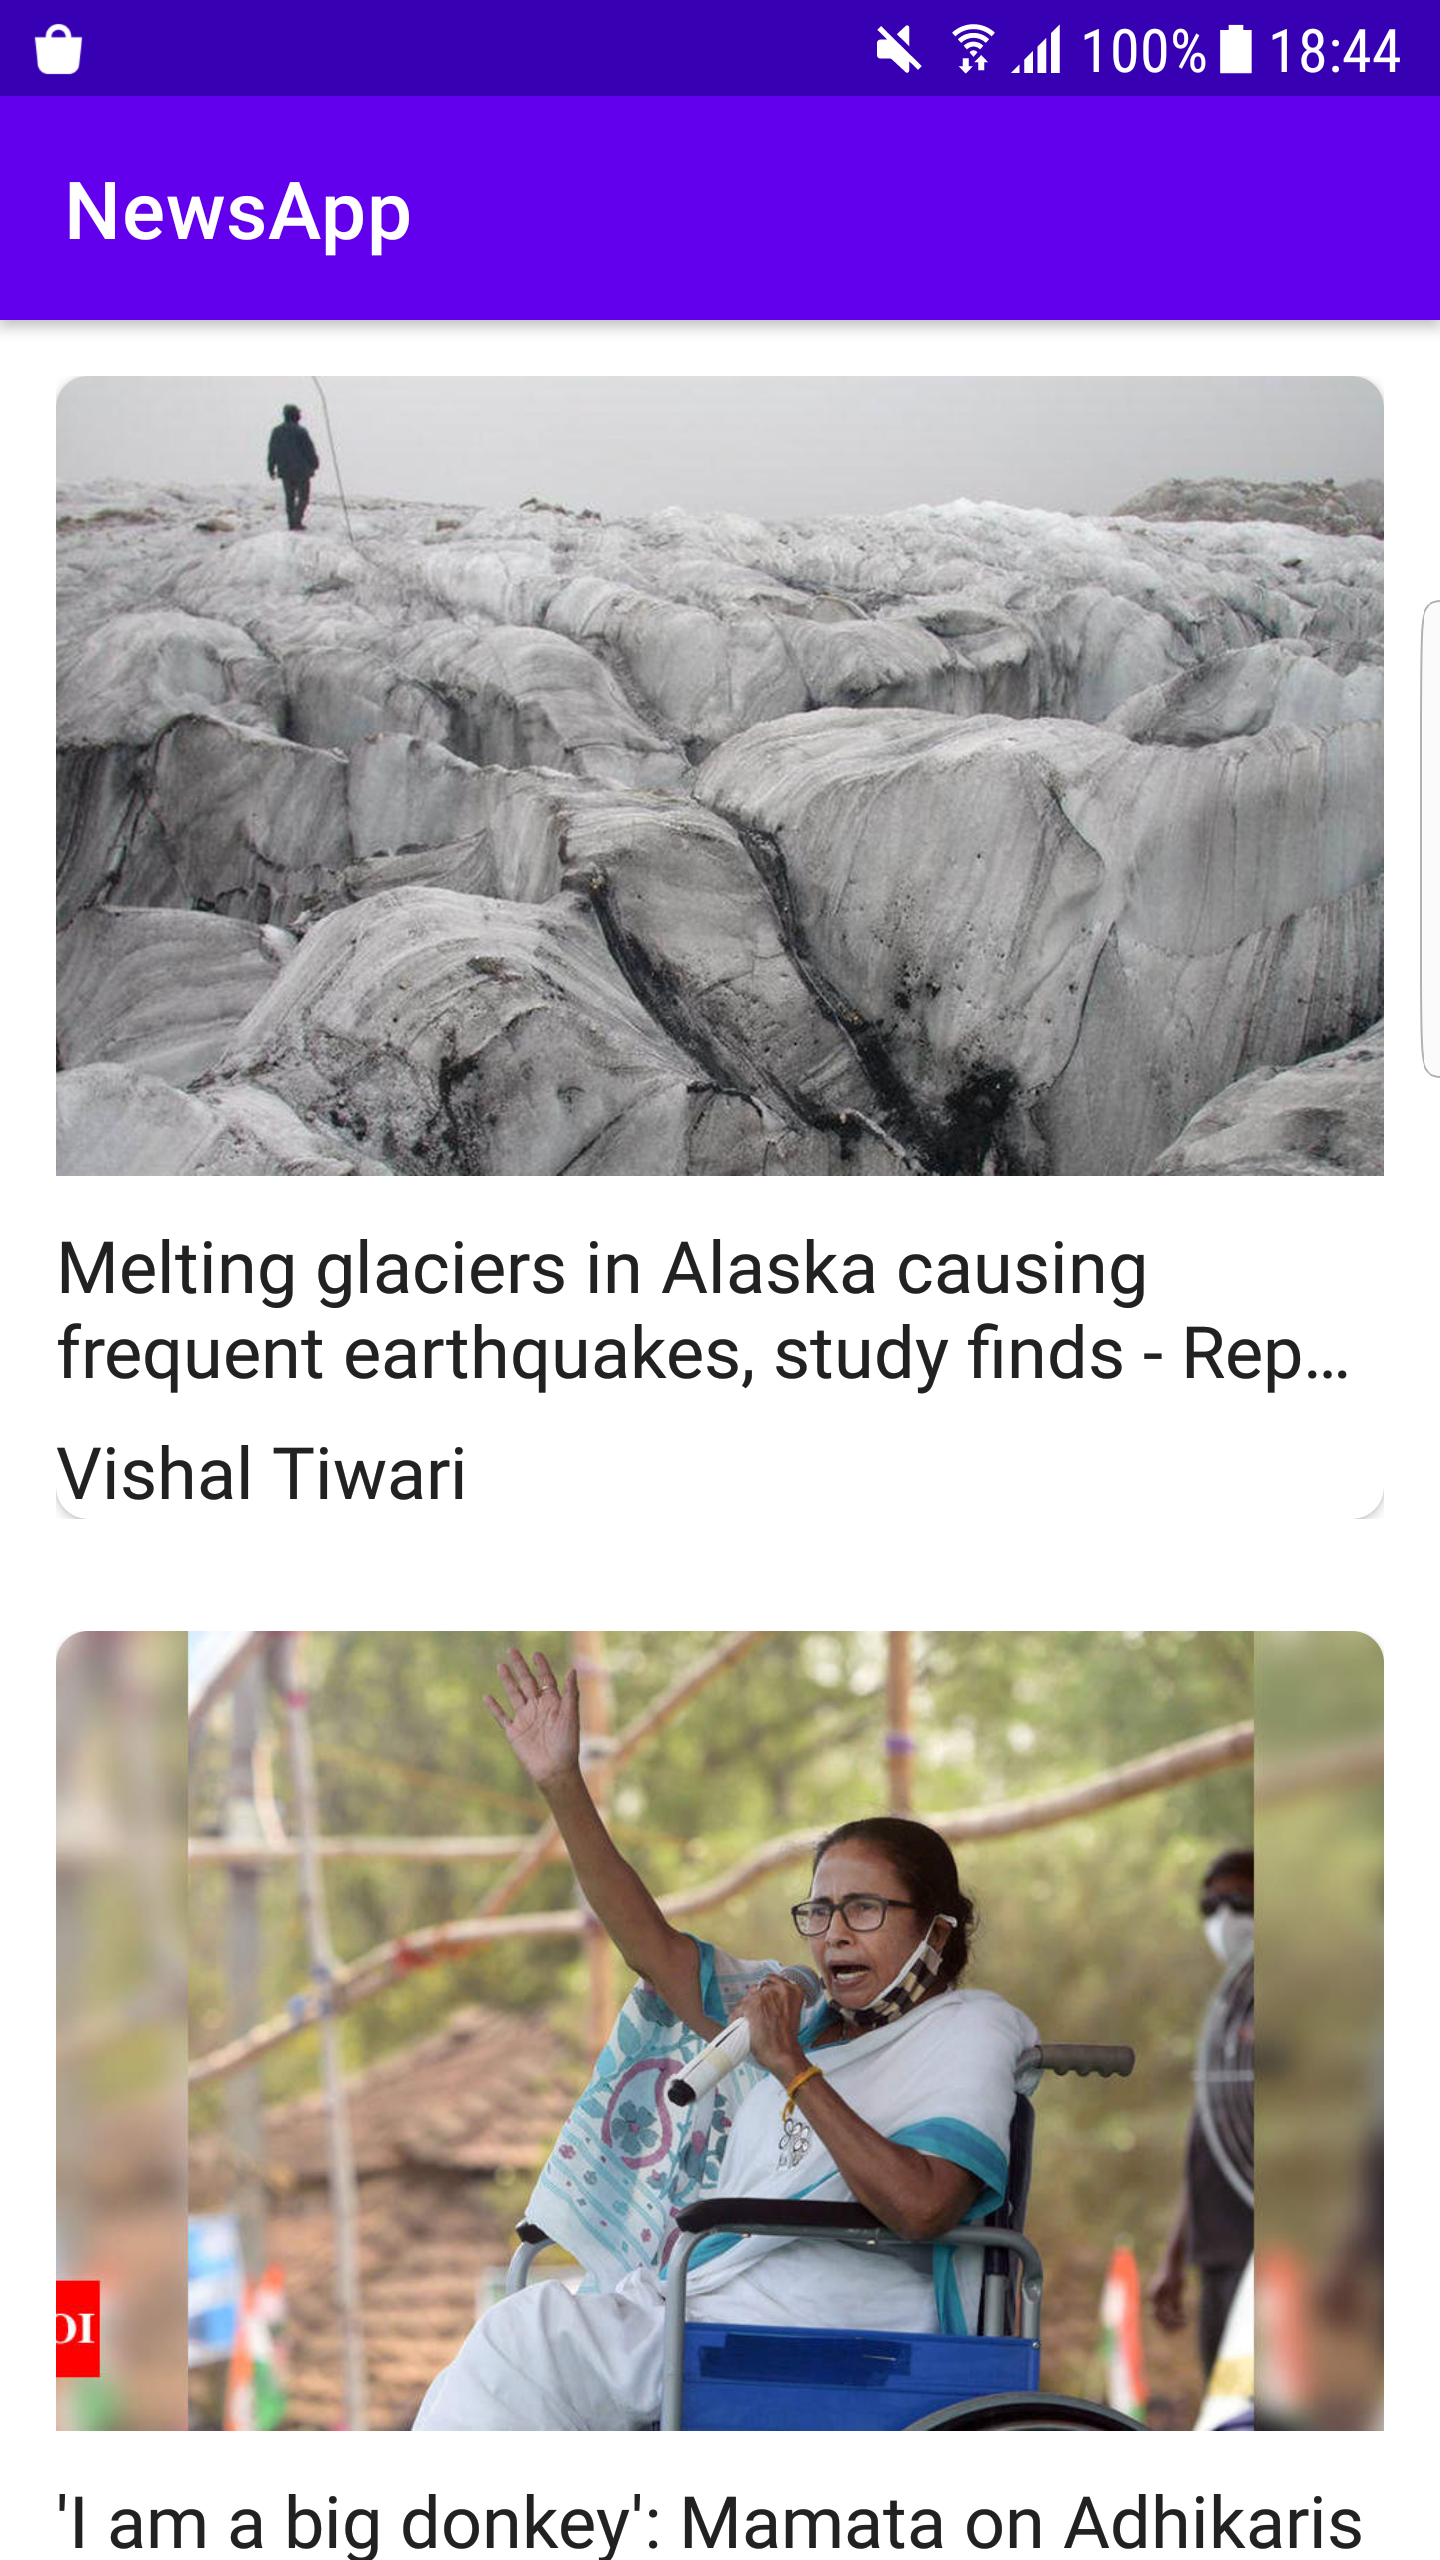 100% 18:44
NewsApp
Melting glaciers in Alaska causing
frequent earthquakes, study finds - Rep...
Vishal Tiwari
OI
'I am a big donkey': Mamata on Adhikaris